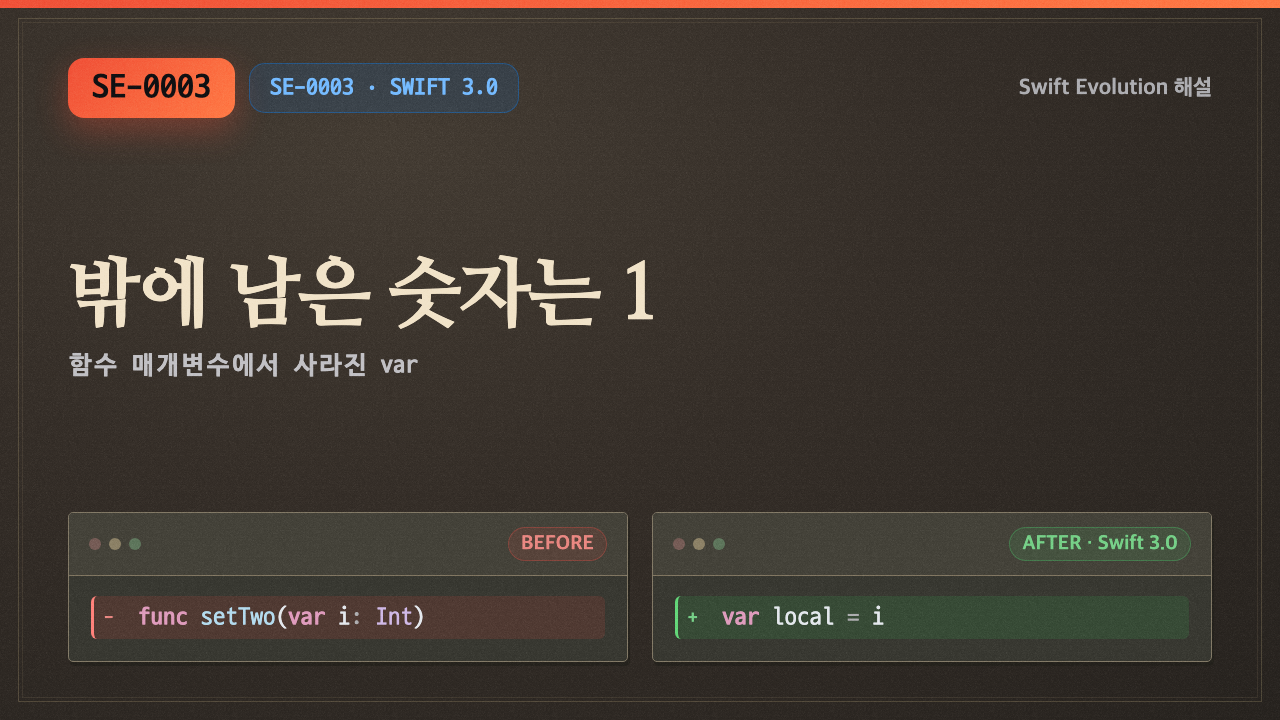 SE-0003
SE-0003 · SWIFT 3.0
Swift Evolution 해설
밖에 남은 숫자는 1
함수 매개변수에서 사라진 var
BEFORE
- func setTwo(var i: Int)
AFTER · Swift 3.0
+ var local = i